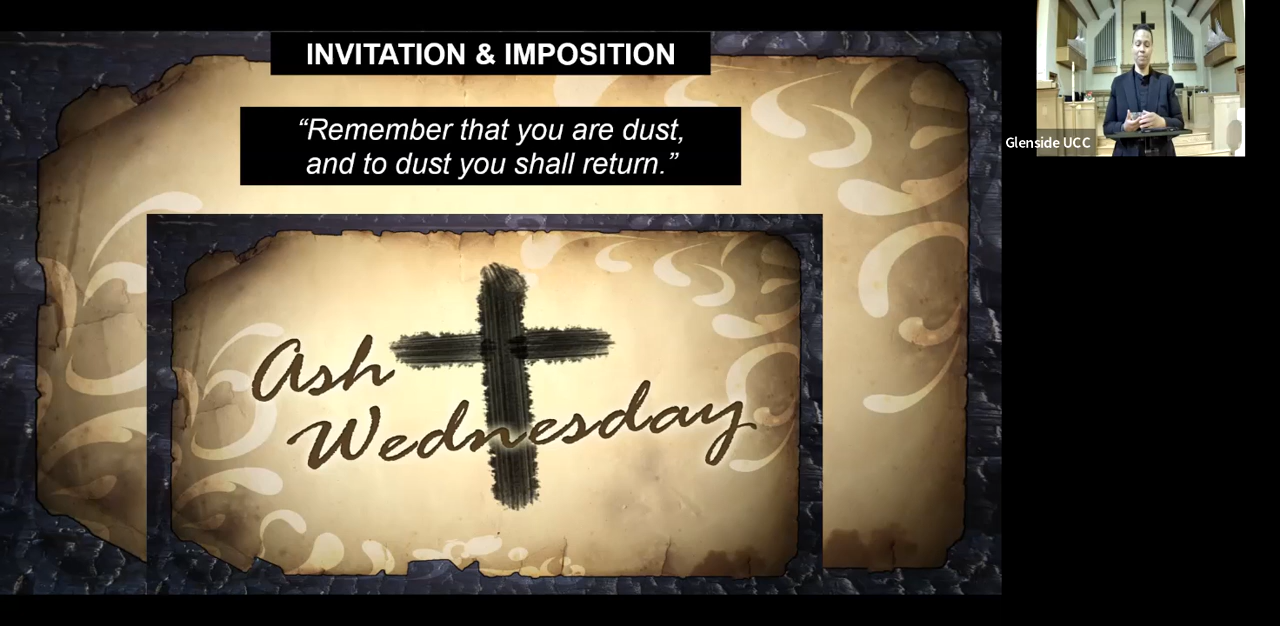 INVITATION & IMPOSITION
“Remember that you are dust,
and to dust you shall return.”
Ash
Wednesday
Glenside UCC